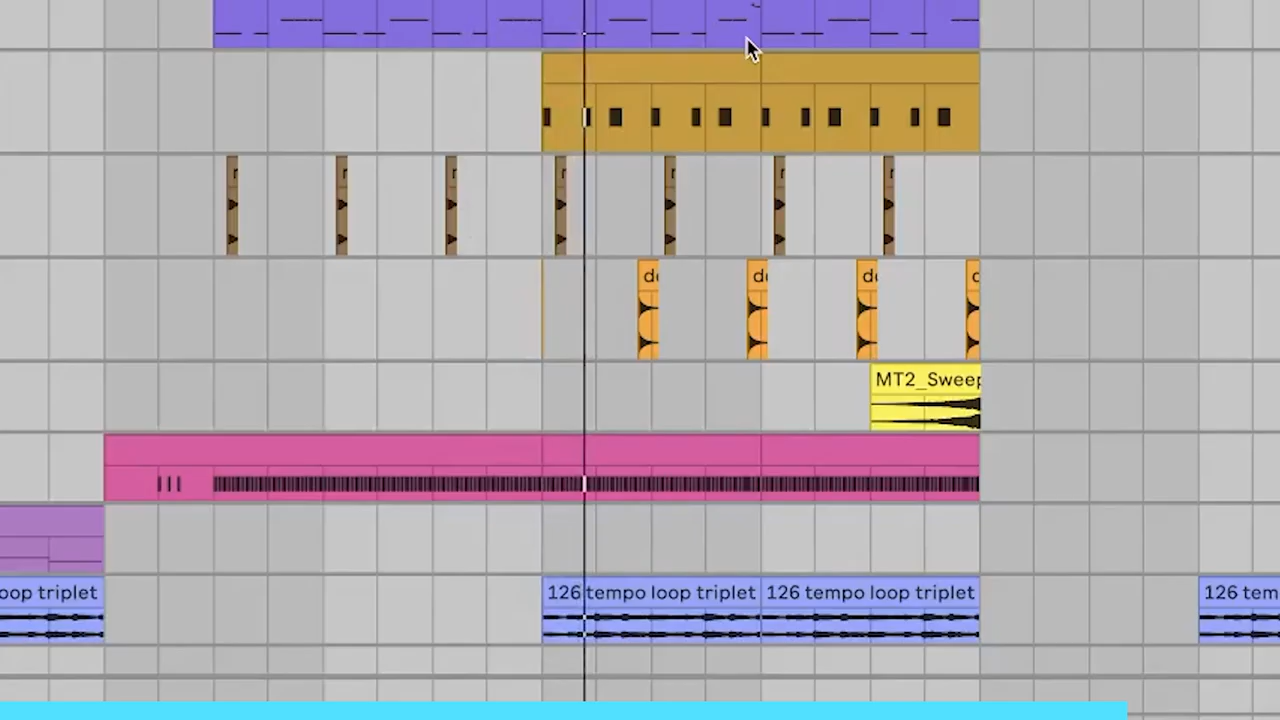 MT2_Sweep
oop triplet
126 tempo loop triplet
126 tempo loop triplet
126 tem